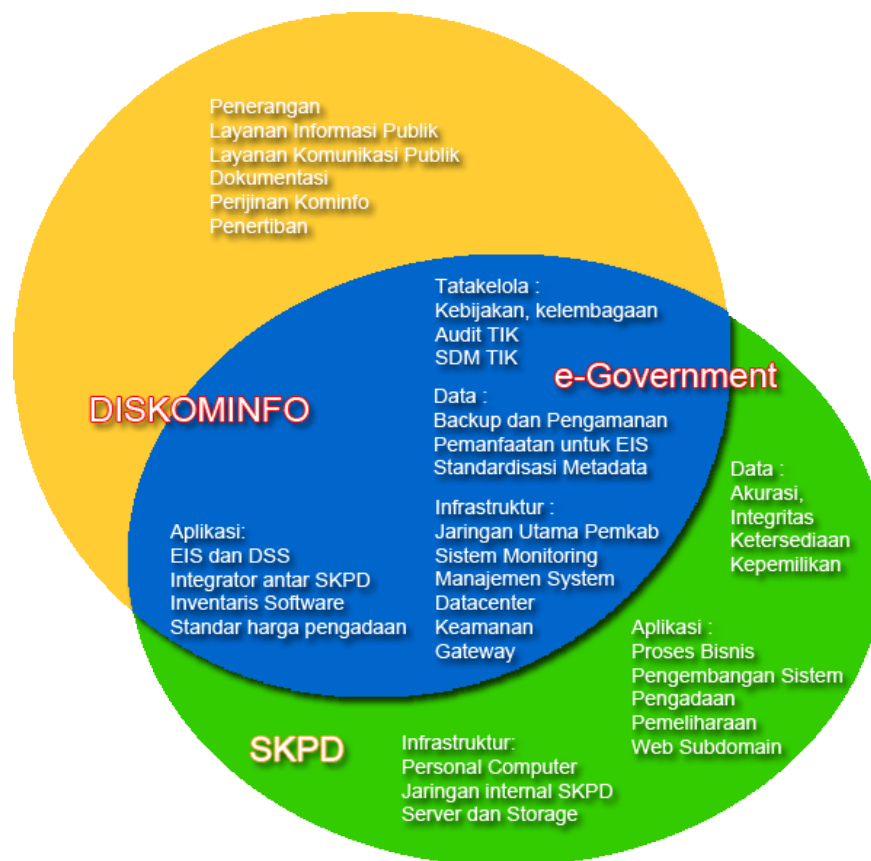 Penerangan
Layanan Informasi Publik
Layanan Komunikasi Publik
Dokumentasi
Perijinan Kominfo
Penertiban
Tatakelola :
Kebijakan, kelembagaan
Audit TIK
SDM TIK
e-Government
DISKOMINFO
Data :
Backup dan Pengamanan
Pemanfaatan untuk EIS
Standardisasi Metadata
Data :
Akurasi,
Integritas
Ketersediaan
Kepemilikan
Aplikasi:
EIS dan DSS
Integrator antar SKPD
Inventaris Software
Standar harga pengadaan
Infrastruktur :
Jaringan Utama Pemkab
Sistem Monitoring
Manajemen System
Datacenter
Keamanan
Gateway
Aplikasi :
Proses Bisnis
Pengembangan Sistem
Pengadaan
Pemeliharaan
Web Subdomain
SKPD
Infrastruktur:
Personal Computer
Jaringan internal SKPD
Server dan Storage